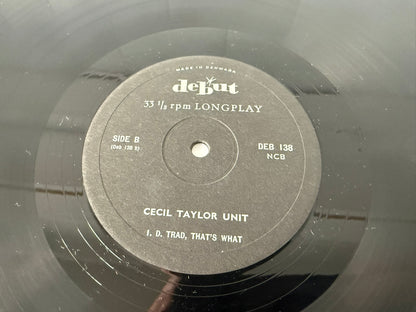 MADE IN DENMARK
debut
33 1/3 rpm LONGPLAY
SIDE B
(Deb 138 B)
DEB 138
NCB
CECIL TAYLOR UNIT
1. D. TRAD, THAT'S WHAT